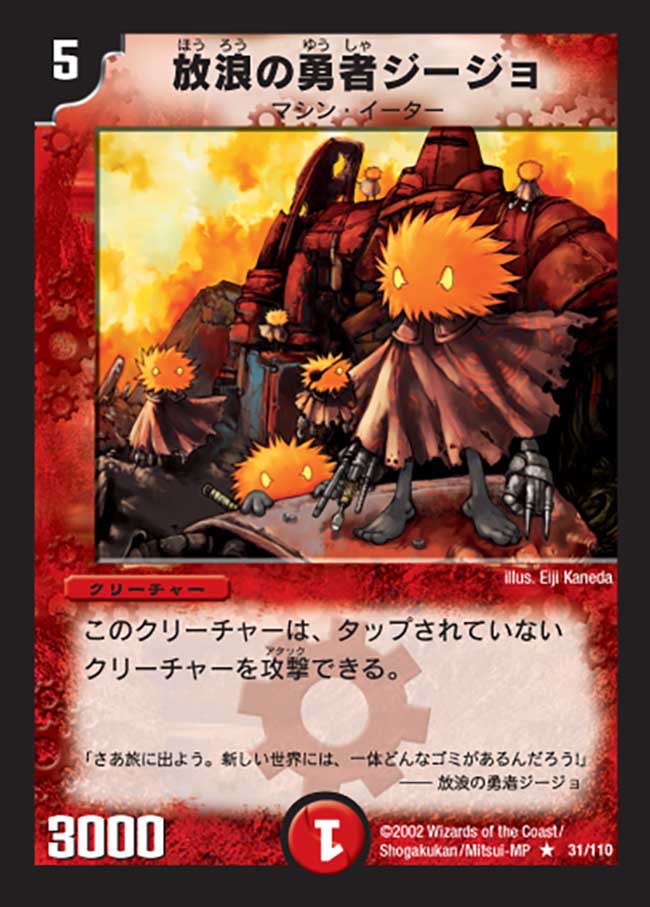 5
ほう ろう ゆう しゃ
放浪の勇者ジージョ
マシン・イーター
illus. Eiji Kaneda
クリーチャー
このクリーチャーは、タップされていない
アタック
クリーチャーを攻撃できる。
「さあ旅に出よう。新しい世界には、一体どんなゴミがあるんだろう!」
—— 放浪の勇者ジージョ
3000
1
©2002 Wizards of the Coast/
Shogakukan/Mitsui-MP ★ 31/110